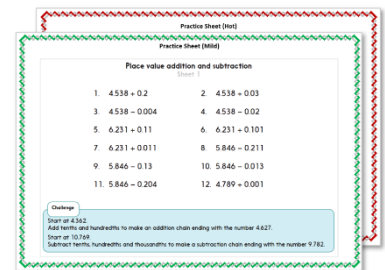 Practice Sheet (Hot)
Practice Sheet (Mild)
Place value addition and subtraction
Sheet 1
1. 4.538 + 0.2 2. 4.538 + 0.03
3. 4.538 – 0.004 4. 4.538 – 0.02
5. 6.231 + 0.11 6. 6.231 + 0.101
7. 6.231 + 0.011 8. 5.846 – 0.211
9. 5.846 – 0.13 10. 5.846 – 0.013
11. 5.846 – 0.204 12. 4.789 + 0.001
Challenge
Start at 4.362.
Add tenths and hundredths to make an addition chain ending with the number 4.627.
Start at 10.769.
Subtract tenths, hundredths and thousandths to make a subtraction chain ending with the number 9.782.